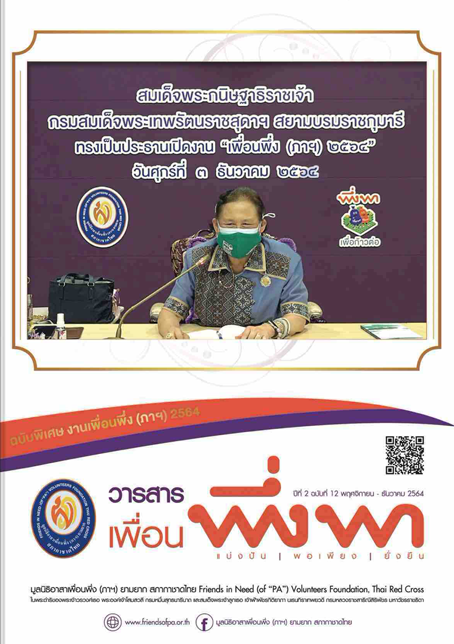 สมเด็จพระกนิษฐาธิราชเจ้า
กรมสมเด็จพระเทพรัตนราชสุดาฯ สยามบรมราชกุมารี
ทรงเป็นประธานเปิดงาน “เพื่อนพึ่ง (ภาฯ) ๒๕๖๔”
วันศุกร์ที่ ๓ ธันวาคม ๒๕๖๔
พึ่งพา
เพื่อก้าวต่อ
ฉบับพิเศษ งานเพื่อนพึ่ง (ภาฯ) 2564
วารสาร
เพื่อน
พึ่งพา
ปีที่ 2 ฉบับที่ 12 พฤศจิกายน - ธันวาคม 2564
แบ่งปัน | พอเพียง | ยั่งยืน
มูลนิธิอาสาเพื่อนพึ่ง (ภาฯ) ยามยาก สภากาชาดไทย Friends in Need (of “PA”) Volunteers Foundation, Thai Red Cross
www.friendsofpa.or.th
มูลนิธิอาสาเพื่อนพึ่ง (ภาฯ) ยามยาก สภากาชาดไทย